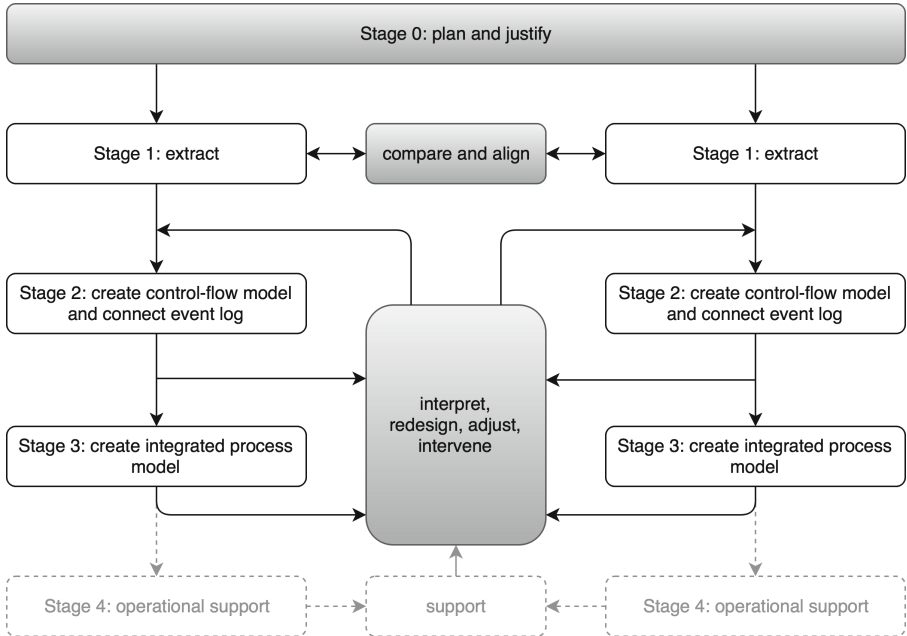 Stage 0: plan and justify
Stage 1: extract
compare and align
Stage 1: extract
Stage 2: create control-flow model
and connect event log
Stage 2: create control-flow model
and connect event log
interpret,
redesign, adjust,
intervene
Stage 3: create integrated process
model
Stage 3: create integrated process
model
Stage 4: operational support
support
Stage 4: operational support